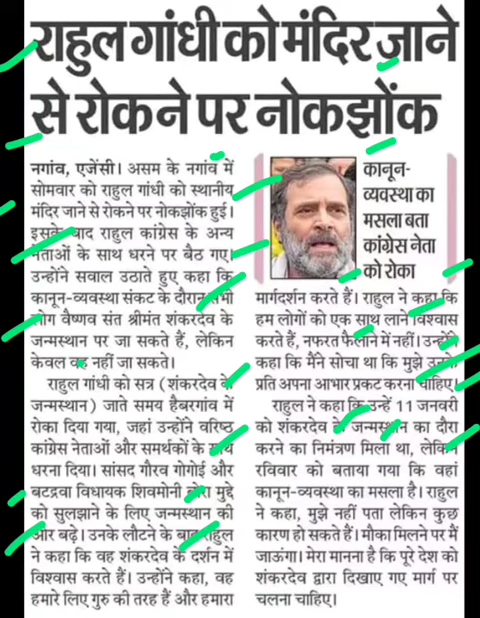 राहुल गांधी को मंदिर जाने
से रोकने पर नोकझोंक
नगांव, एजेंसी। असम के नगांव में
सोमवार को राहुल गांधी को स्थानीय
मंदिर जाने से रोकने पर नोकझोंक हुई।
इसके बाद राहुल कांग्रेस के अन्य
नेताओं के साथ धरने पर बैठ गए।
उन्होंने सवाल उठाते हुए कहा कि
कानून-व्यवस्था संकट के दौरान सभी
लोग वैष्णव संत श्रीमंत शंकरदेव के
जन्मस्थान पर जा सकते हैं, लेकिन
केवल वह नहीं जा सकते।
राहुल गांधी को सत्र (शंकरदेव के
जन्मस्थान) जाते समय हैबरगांव में
रोका दिया गया, जहां उन्होंने वरिष्ठ
कांग्रेस नेताओं और समर्थकों के साथ
धरना दिया। सांसद गौरव गोगोई और
बटद्रवा विधायक शिवमोनी बोरा मुद्दे
को सुलझाने के लिए जन्मस्थान की
ओर बढ़े। उनके लौटने के बाद राहुल
ने कहा कि वह शंकरदेव के दर्शन में
विश्वास करते हैं। उन्होंने कहा, वह
हमारे लिए गुरु की तरह हैं और हमारा
कानून-
व्यवस्था का
मसला बता
कांग्रेस नेता
को रोका
मार्गदर्शन करते हैं। राहुल ने कहा कि
हम लोगों को एक साथ लाने विश्वास
करते हैं, नफरत फैलाने में नहीं। उन्होंने
कहा कि मैंने सोचा था कि मुझे उनके
प्रति अपना आभार प्रकट करना चाहिए।
राहुल ने कहा कि उन्हें 11 जनवरी
को शंकरदेव के जन्मस्थान का दौरा
करने का निमंत्रण मिला था, लेकिन
रविवार को बताया गया कि वहां
कानून-व्यवस्था का मसला है। राहुल
ने कहा, मुझे नहीं पता लेकिन कुछ
कारण हो सकते हैं। मौका मिलने पर मैं
जाऊंगा। मेरा मानना है कि पूरे देश को
शंकरदेव द्वारा दिखाए गए मार्ग पर
चलना चाहिए।